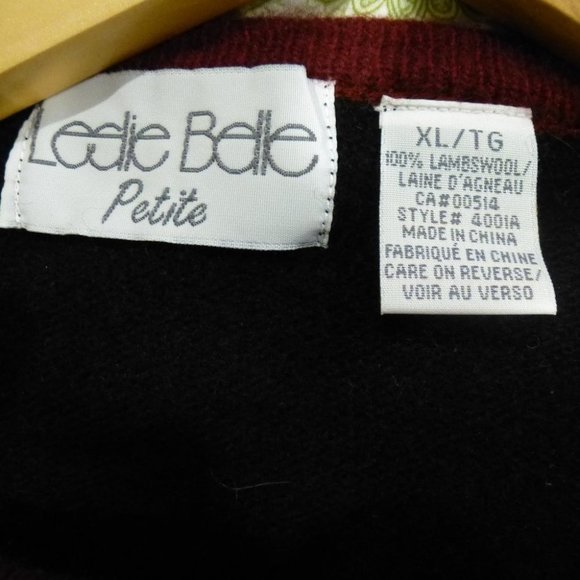 Leslie Belle
Petite
XL/TG
100% LAMBSWOOL/
LAINE D'AGNEAU
CA#00514
STYLE# 4001A
MADE IN CHINA
FABRIQUÉ EN CHINE
CARE ON REVERSE/
VOIR AU VERSO